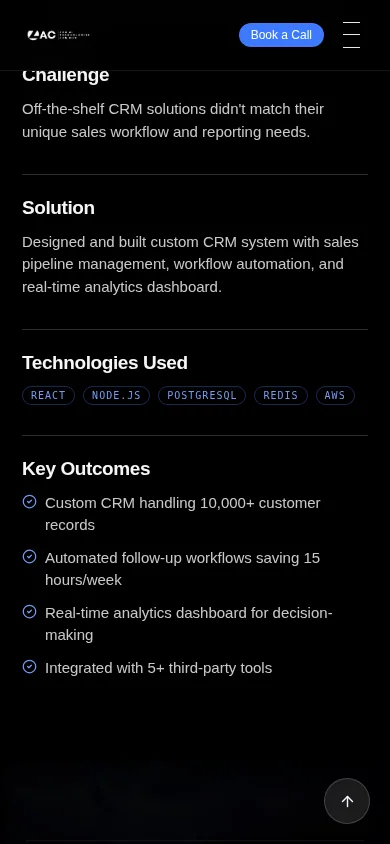 AC
Book a Call
Challenge
Off-the-shelf CRM solutions didn't match their
unique sales workflow and reporting needs.
Solution
Designed and built custom CRM system with sales
pipeline management, workflow automation, and
real-time analytics dashboard.
Technologies Used
REACT NODE.JS POSTGRESQL REDIS AWS
Key Outcomes
Custom CRM handling 10,000+ customer
records
Automated follow-up workflows saving 15
hours/week
Real-time analytics dashboard for decision-
making
Integrated with 5+ third-party tools